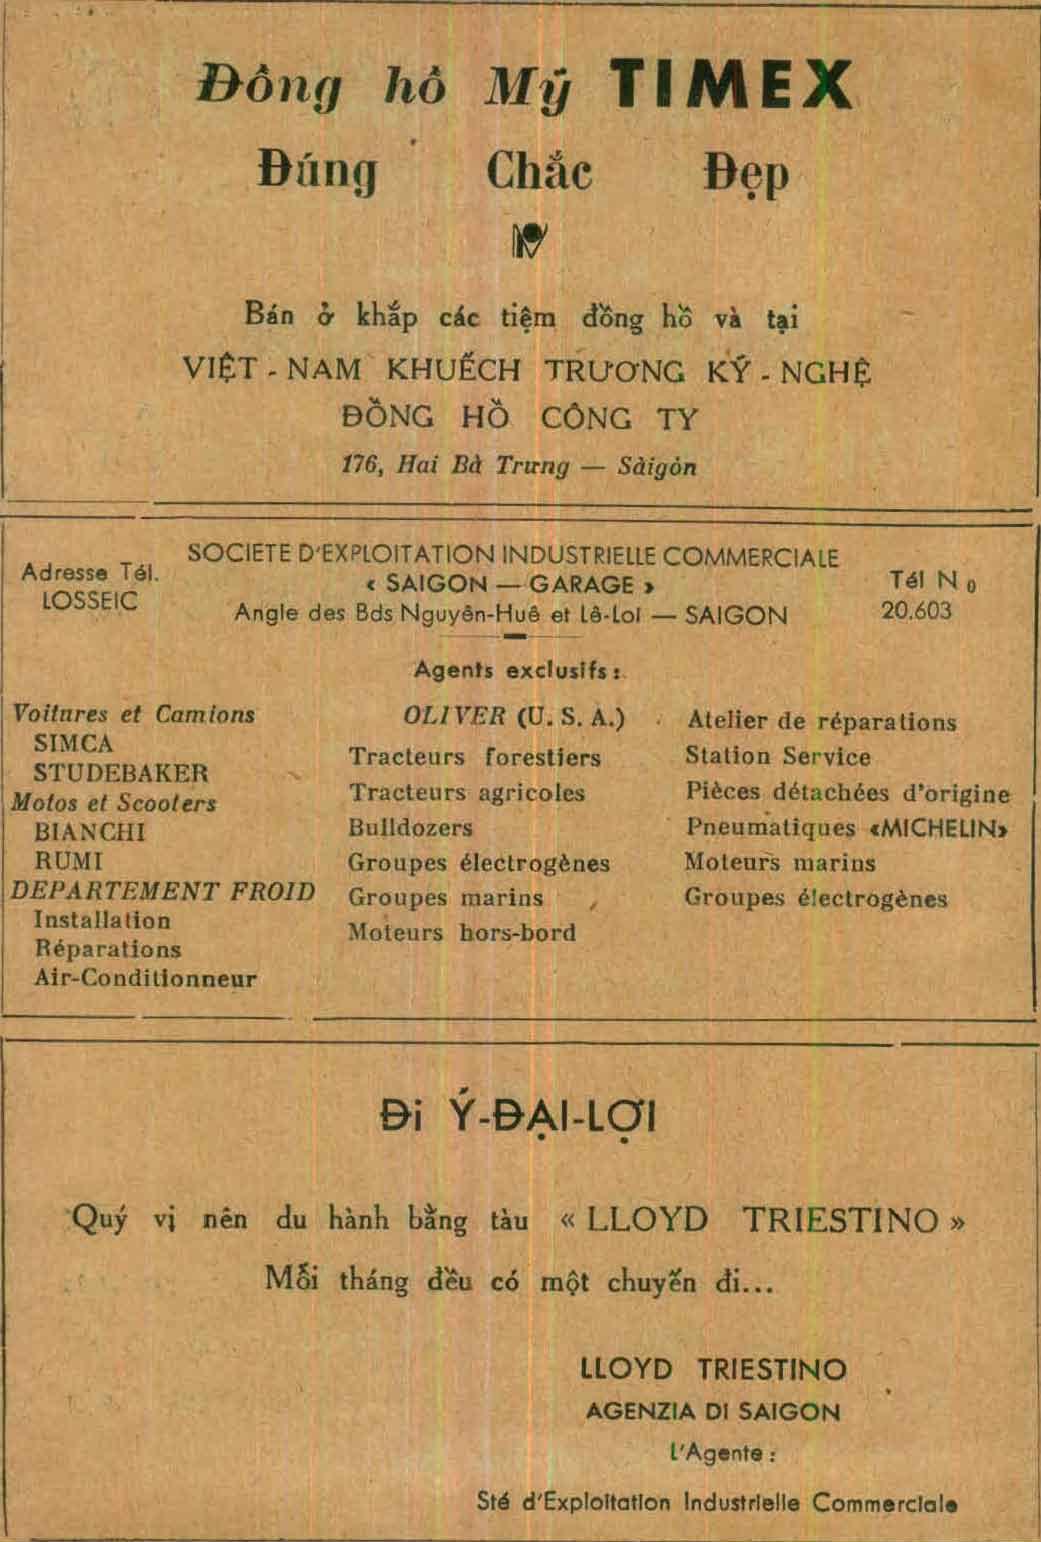 Đồng hồ Mỹ TIMEX
Đúng Chắc Đẹp
Bán ở khắp các tiệm đồng hồ và tại
VIỆT - NAM KHUẾCH TRƯƠNG KỸ - NGHỆ
ĐỒNG HỒ CÔNG TY
176, Hai Bà Trưng — Sàigòn
Adresse Tél.
LOSSEIC
SOCIETE D'EXPLOITATION INDUSTRIELLE COMMERCIALE
« SAIGON — GARAGE »
Angle des Bds Nguyên-Huê et Lê-Loi — SAIGON
Tél N 0
20.603
Agents exclusifs :
Voitures et Camions
SIMCA
STUDEBAKER
Motos et Scooters
BIANCHI
RUMI
DEPARTEMENT FROID
Installation
Réparations
Air-Conditionneur
OLIVER (U. S. A.)
Tracteurs forestiers
Tracteurs agricoles
Bulldozers
Groupes électrogènes
Groupes marins
Moteurs hors-bord
Atelier de réparations
Station Service
Pièces détachées d'origine
Pneumatiques «MICHELIN»
Moteurs marins
Groupes électrogènes
Đi Ý-ĐẠI-LỢI
Quý vị nên du hành bằng tàu « LLOYD TRIESTINO »
Mỗi tháng đều có một chuyến đi...
LLOYD TRIESTINO
AGENZIA DI SAIGON
L'Agente :
Sté d'Exploitation Industrielle Commerciale